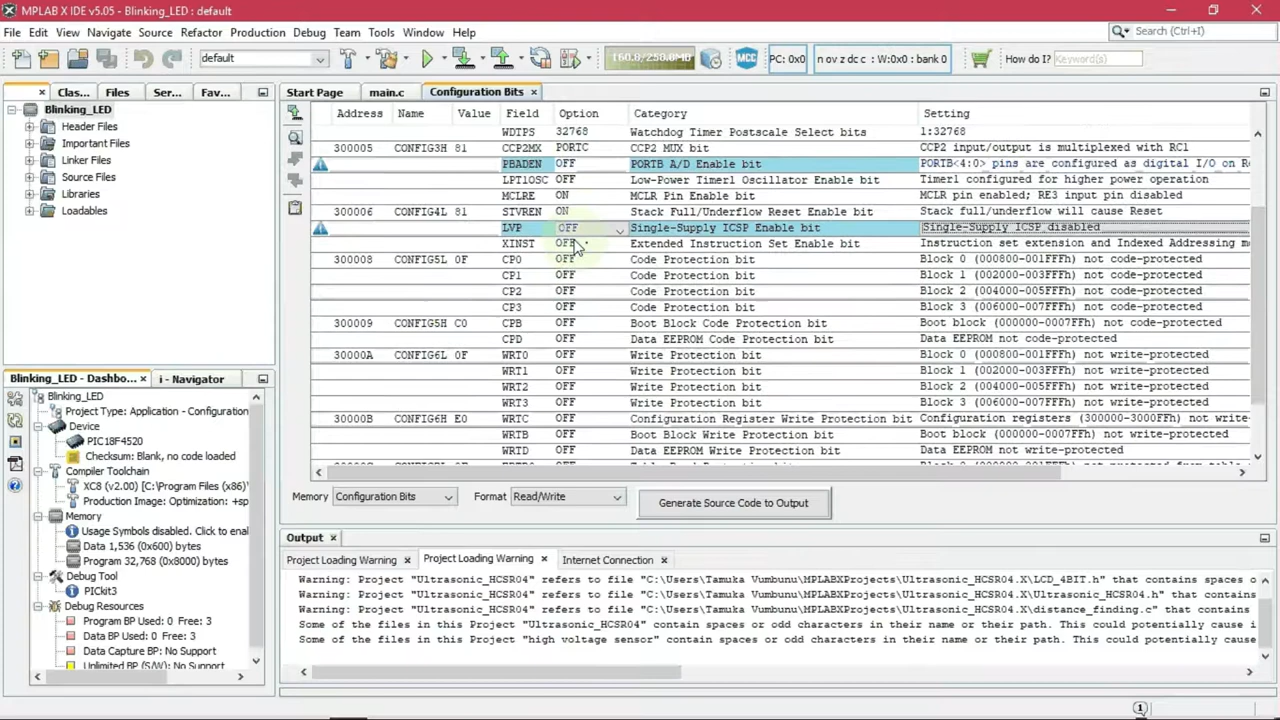 MPLAB X IDE v5.05 - Blinking_LED : default
File Edit View Navigate Source Refactor Production Debug Team Tools Window Help
Search (Ctrl+I)
default
160.8/258.0MB
MCC
PC: 0x0
n ov z dc c : W:0x0 : bank 0
How do I?
Keyword(s)
Clas...
Files
Ser...
Fav...
Blinking_LED
Header Files
Important Files
Linker Files
Source Files
Libraries
Loadables
Start Page
main.c
Configuration Bits
Address Name Value Field Option Category Setting
WDTPS 32768 Watchdog Timer Postscale Select bits 1:32768
300005 CONFIG3H 81 CCP2MX PORTC CCP2 MUX bit CCP2 input/output is multiplexed with RC1
PBADEN OFF PORTB A/D Enable bit PORTB<4:0> pins are configured as digital I/O on Re
LPT1OSC OFF Low-Power Timer1 Oscillator Enable bit Timer1 configured for higher power operation
MCLRE ON MCLR Pin Enable bit MCLR pin enabled; RE3 input pin disabled
300006 CONFIG4L 81 STVREN ON Stack Full/Underflow Reset Enable bit Stack full/underflow will cause Reset
LVP OFF Single-Supply ICSP Enable bit Single-Supply ICSP disabled
XINST OFF Extended Instruction Set Enable bit Instruction set extension and Indexed Addressing m
300008 CONFIG5L 0F CP0 OFF Code Protection bit Block 0 (000800-001FFFh) not code-protected
CP1 OFF Code Protection bit Block 1 (002000-003FFFh) not code-protected
CP2 OFF Code Protection bit Block 2 (004000-005FFFh) not code-protected
CP3 OFF Code Protection bit Block 3 (006000-007FFFh) not code-protected
300009 CONFIG5H C0 CPB OFF Boot Block Code Protection bit Boot block (000000-0007FFh) not code-protected
CPD OFF Data EEPROM Code Protection bit Data EEPROM not code-protected
30000A CONFIG6L 0F WRT0 OFF Write Protection bit Block 0 (000800-001FFFh) not write-protected
WRT1 OFF Write Protection bit Block 1 (002000-003FFFh) not write-protected
WRT2 OFF Write Protection bit Block 2 (004000-005FFFh) not write-protected
WRT3 OFF Write Protection bit Block 3 (006000-007FFFh) not write-protected
30000B CONFIG6H E0 WRTC OFF Configuration Register Write Protection bit Configuration registers (300000-3000FFh) not write-
WRTB OFF Boot Block Write Protection bit Boot block (000000-0007FFh) not write-protected
WRTD OFF Data EEPROM Write Protection bit Data EEPROM not write-protected
Memory Configuration Bits Format Read/Write Generate Source Code to Output
Blinking_LED - Dashbo...
i - Navigator
Blinking_LED
Project Type: Application - Configuration
Device
PIC18F4520
Checksum: Blank, no code loaded
Compiler Toolchain
XC8 (v2.00) [C:\Program Files (x86)\
Production Image: Optimization: +sp
Memory
Usage Symbols disabled. Click to enal
Data 1,536 (0x600) bytes
Program 32,768 (0x8000) bytes
Debug Tool
PICkit3
Debug Resources
Program BP Used: 0 Free: 3
Data BP Used: 0 Free: 3
Data Capture BP: No Support
Unlimited BP (S/W): No Support
Output
Project Loading Warning
Project Loading Warning
Internet Connection
Warning: Project "Ultrasonic_HCSR04" refers to file "C:\Users\Tamuka Vumbunu\MPLABXProjects\Ultrasonic_HCSR04.X\LCD_4BIT.h" that contains spaces o
Warning: Project "Ultrasonic_HCSR04" refers to file "C:\Users\Tamuka Vumbunu\MPLABXProjects\Ultrasonic_HCSR04.X\Ultrasonic_HCSR04.h" that contains
Warning: Project "Ultrasonic_HCSR04" refers to file "C:\Users\Tamuka Vumbunu\MPLABXProjects\Ultrasonic_HCSR04.X\distance_finding.c" that contains
Some of the files in this Project "Ultrasonic_HCSR04" contain spaces or odd characters in their name or their path. This could potentially cause i
Some of the files in this Project "high voltage sensor" contain spaces or odd characters in their name or their path. This could potentially cause
1